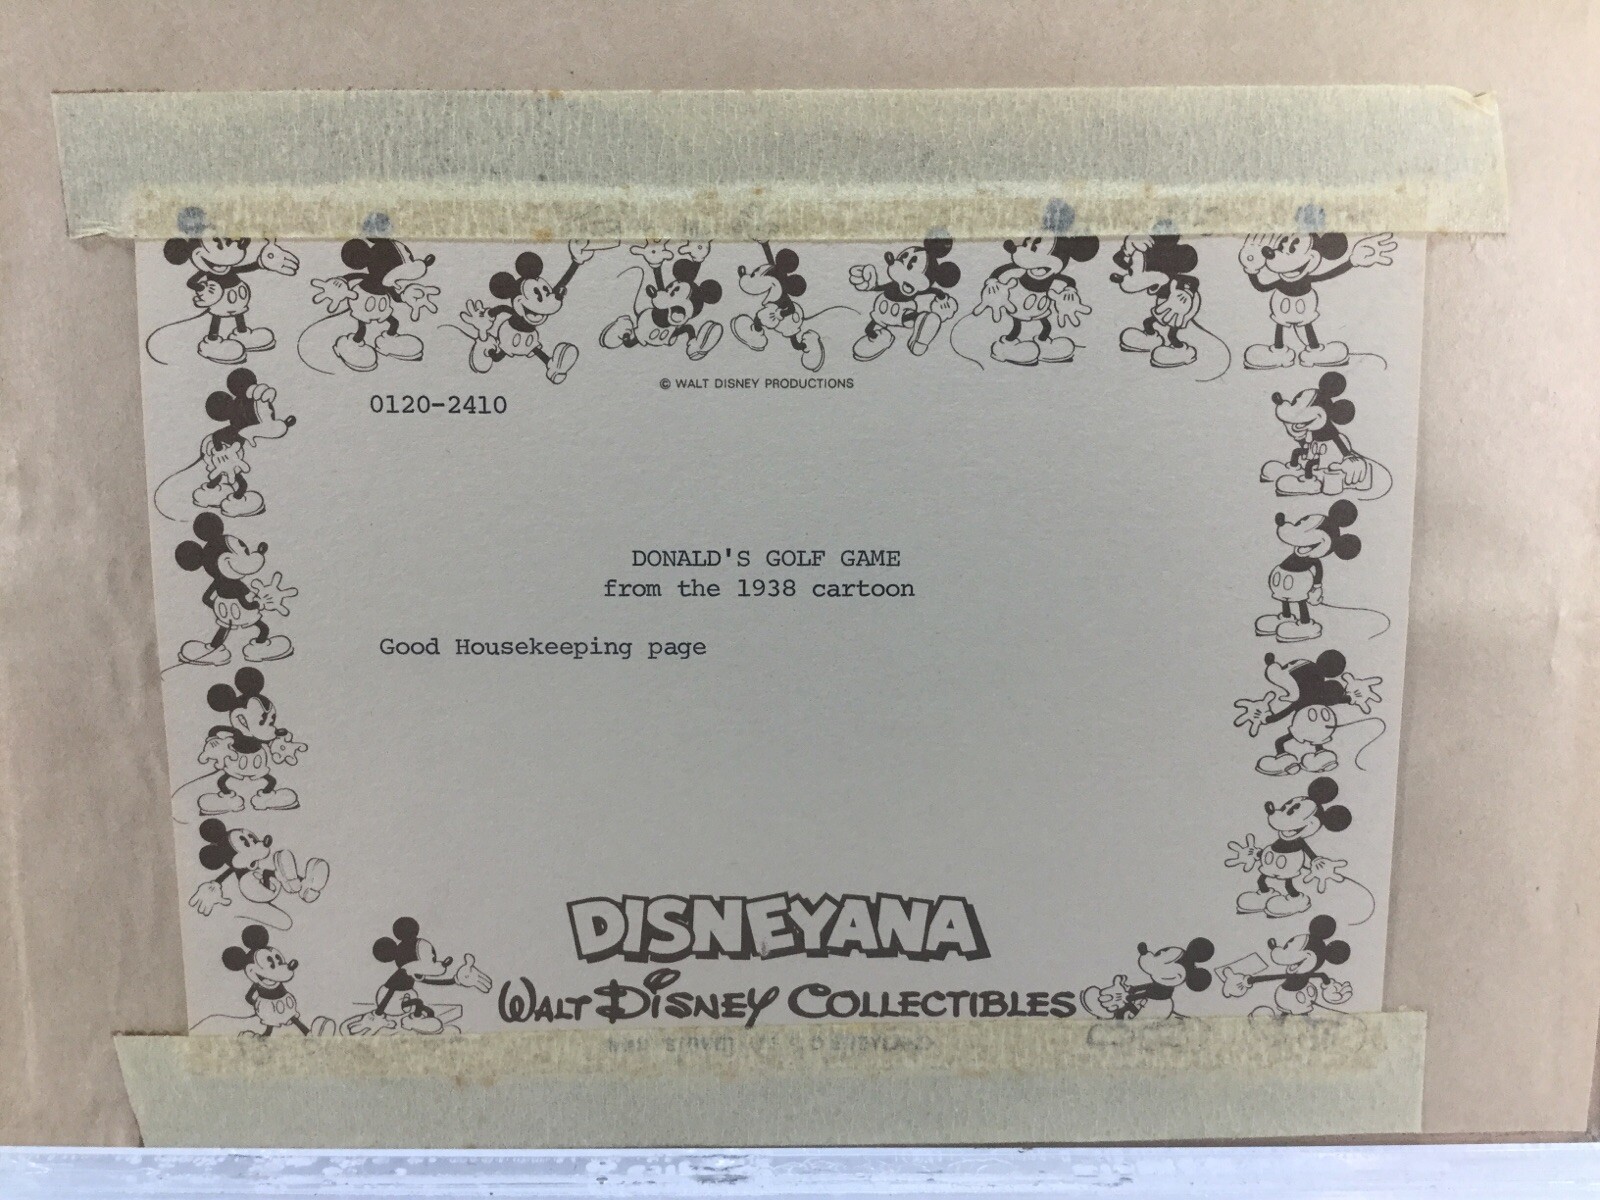 © WALT DISNEY PRODUCTIONS
0120-2410
DONALD'S GOLF GAME
from the 1938 cartoon
Good Housekeeping page
DISNEYANA
WALT DISNEY COLLECTIBLES